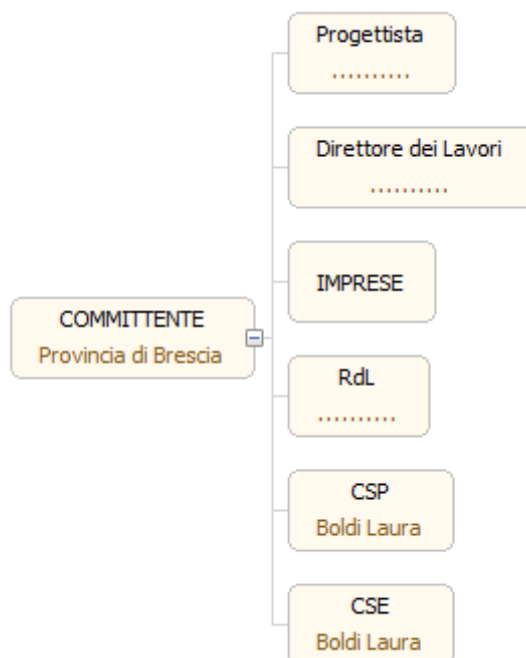 Progettista
..........
Direttore dei Lavori
..........
IMPRESE
COMMITTENTE
Provincia di Brescia
RdL
..........
CSP
Boldi Laura
CSE
Boldi Laura